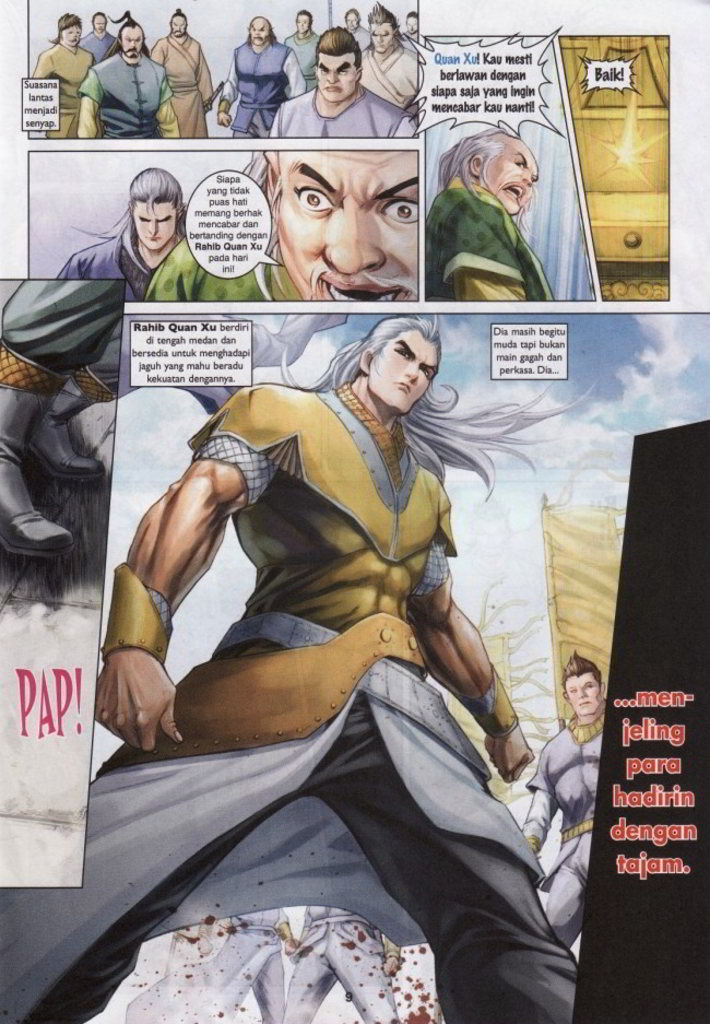 Suasana
lantas
menjadi
senyap.
Quan Xu! Kau mesti
berlawan dengan
siapa saja yang ingin
mencabar kau nanti!
Baik!
Siapa
yang tidak
puas hati
memang berhak
mencabar dan
bertanding dengan
Rahib Quan Xu
pada hari
ini!
Rahib Quan Xu berdiri
di tengah medan dan
bersedia untuk menghadapi
jaguh yang mahu beradu
kekuatan dengannya.
Dia masih begitu
muda tapi bukan
main gagah dan
perkasa. Dia...
PAP!
...men-
jeling
para
hadirin
dengan
tajam.
9